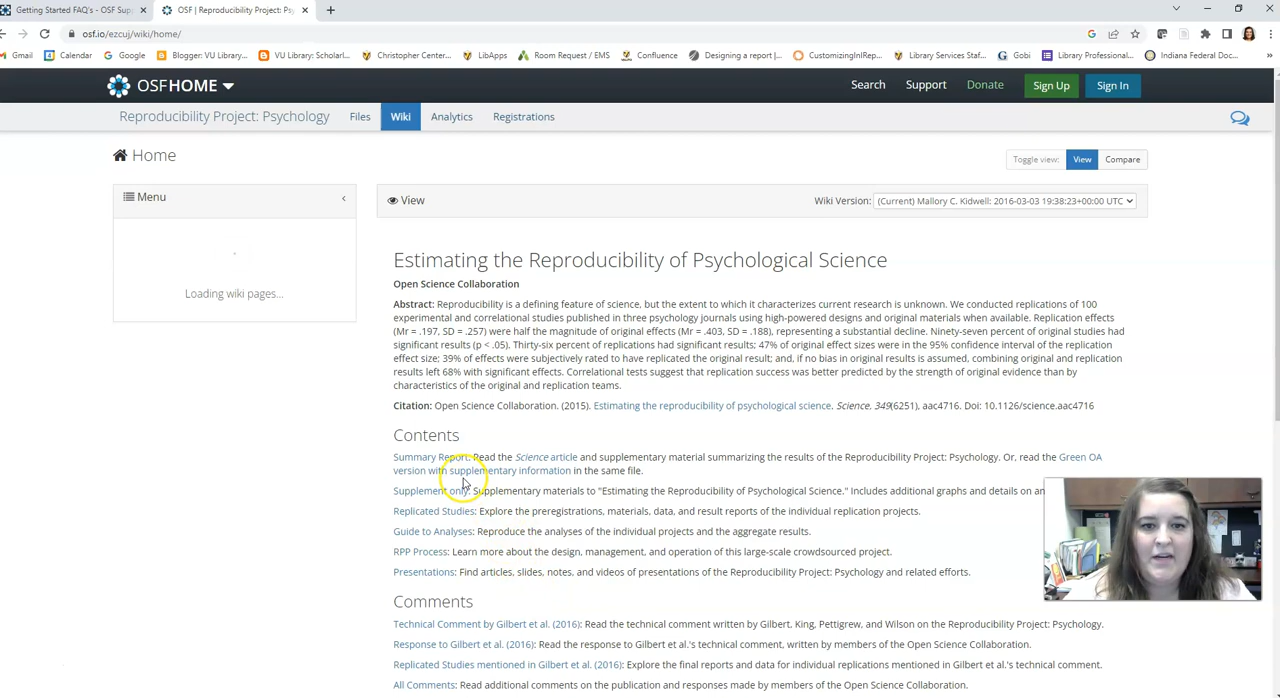 Getting Started FAQ's - OSF Sup
OSF | Reproducibility Project: Ps
osf.io/ezcuj/wiki/home/
Gmail Calendar Google Blogger: VU Library... VU Library: Scholarl... Christopher Center... LibApps Room Request / EMS Confluence Designing a report |... CustomizingInIRep... Library Services Staf... Gobi Library Professional... Indiana Federal Doc... »
OSFHOME Search Support Donate Sign Up Sign In
Reproducibility Project: Psychology Files Wiki Analytics Registrations
Home
Toggle view: View Compare
Menu
View
Wiki Version: (Current) Mallory C. Kidwell: 2016-03-03 19:38:23+00:00 UTC
Loading wiki pages...
Estimating the Reproducibility of Psychological Science
Open Science Collaboration
Abstract: Reproducibility is a defining feature of science, but the extent to which it characterizes current research is unknown. We conducted replications of 100
experimental and correlational studies published in three psychology journals using high-powered designs and original materials when available. Replication effects
(Mr = .197, SD = .257) were half the magnitude of original effects (Mr = .403, SD = .188), representing a substantial decline. Ninety-seven percent of original studies had
significant results (p < .05). Thirty-six percent of replications had significant results; 47% of original effect sizes were in the 95% confidence interval of the replication
effect size; 39% of effects were subjectively rated to have replicated the original result; and, if no bias in original results is assumed, combining original and replication
results left 68% with significant effects. Correlational tests suggest that replication success was better predicted by the strength of original evidence than by
characteristics of the original and replication teams.
Citation: Open Science Collaboration. (2015). Estimating the reproducibility of psychological science. Science, 349(6251), aac4716. Doi: 10.1126/science.aac4716
Contents
Summary Report: Read the Science article and supplementary material summarizing the results of the Reproducibility Project: Psychology. Or, read the Green OA
version with supplementary information in the same file.
Supplement only: Supplementary materials to "Estimating the Reproducibility of Psychological Science." Includes additional graphs and details on an
Replicated Studies: Explore the preregistrations, materials, data, and result reports of the individual replication projects.
Guide to Analyses: Reproduce the analyses of the individual projects and the aggregate results.
RPP Process: Learn more about the design, management, and operation of this large-scale crowdsourced project.
Presentations: Find articles, slides, notes, and videos of presentations of the Reproducibility Project: Psychology and related efforts.
Comments
Technical Comment by Gilbert et al. (2016): Read the technical comment written by Gilbert, King, Pettigrew, and Wilson on the Reproducibility Project: Psychology.
Response to Gilbert et al. (2016): Read the response to Gilbert et al.'s technical comment, written by members of the Open Science Collaboration.
Replicated Studies mentioned in Gilbert et al. (2016): Explore the final reports and data for individual replications mentioned in Gilbert et al.'s technical comment.
All Comments: Read additional comments on the publication and responses made by members of the Open Science Collaboration.